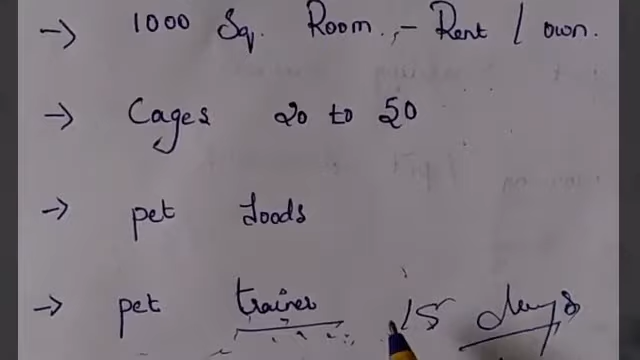 → 1000 Sq. Room.,- Rent / own.
→ Cages 20 to 50
→ pet foods
→ pet trainer 15 days